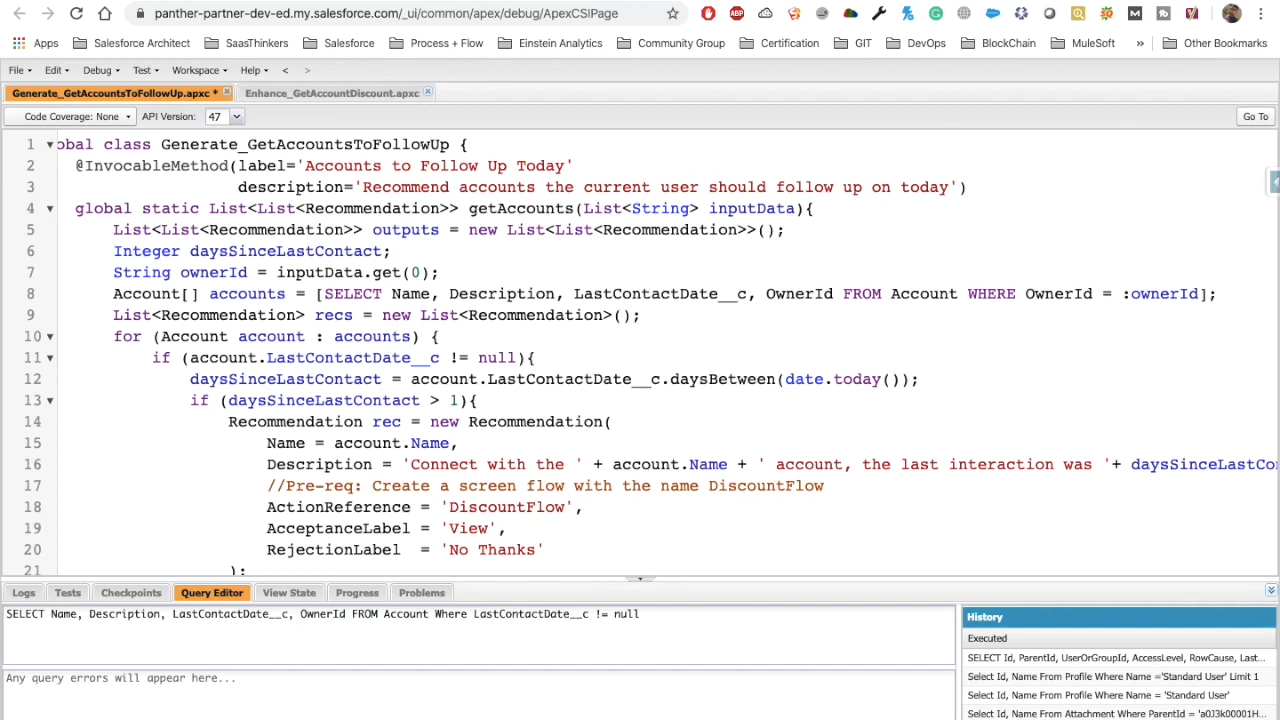 panther-partner-dev-ed.my.salesforce.com/_ui/common/apex/debug/ApexCSIPage
Apps Salesforce Architect SaasThinkers Salesforce Process + Flow Einstein Analytics Community Group Certification GIT DevOps BlockChain MuleSoft » Other Bookmarks
File Edit Debug Test Workspace Help < >
Generate_GetAccountsToFollowUp.apxc * Enhance_GetAccountDiscount.apxc
Code Coverage: None API Version: 47 Go To
1 obal class Generate_GetAccountsToFollowUp {
2 @InvocableMethod(label='Accounts to Follow Up Today'
3 description='Recommend accounts the current user should follow up on today')
4 global static List<List<Recommendation>> getAccounts(List<String> inputData){
5 List<List<Recommendation>> outputs = new List<List<Recommendation>>();
6 Integer daysSinceLastContact;
7 String ownerId = inputData.get(0);
8 Account[] accounts = [SELECT Name, Description, LastContactDate__c, OwnerId FROM Account WHERE OwnerId = :ownerId];
9 List<Recommendation> recs = new List<Recommendation>();
10 for (Account account : accounts) {
11 if (account.LastContactDate__c != null){
12 daysSinceLastContact = account.LastContactDate__c.daysBetween(date.today());
13 if (daysSinceLastContact > 1){
14 Recommendation rec = new Recommendation(
15 Name = account.Name,
16 Description = 'Connect with the ' + account.Name + ' account, the last interaction was '+ daysSinceLastCo
17 //Pre-req: Create a screen flow with the name DiscountFlow
18 ActionReference = 'DiscountFlow',
19 AcceptanceLabel = 'View',
20 RejectionLabel = 'No Thanks'
21 );
Logs Tests Checkpoints Query Editor View State Progress Problems
SELECT Name, Description, LastContactDate__c, OwnerId FROM Account Where LastContactDate__c != null
Any query errors will appear here...
History
Executed
SELECT Id, ParentId, UserOrGroupId, AccessLevel, RowCause, Last...
Select Id, Name From Profile Where Name ='Standard User' Limit 1
Select Id, Name From Profile Where Name = 'Standard User'
Select Id, Name From Attachment Where ParentId = 'a0J3k00001H...